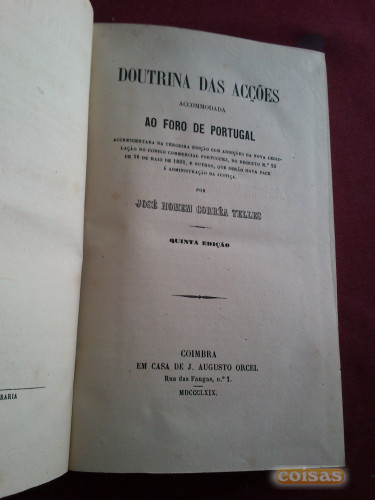 DOUTRINA DAS ACÇÕES
ACCOMMODADA
AO FORO DE PORTUGAL
ACCRESCENTADA NA TERCEIRA EDIÇÃO COM ADDIÇÕES DA NOVA LEGIS-
LAÇÃO DO CODIGO COMMERCIAL PORTUGUEZ, DO DECRETO N.º 24
DE 16 DE MAIO DE 1832, E OUTROS, QUE DERÃO NOVA FACE
Á ADMINISTRAÇÃO DA JUSTIÇA.
POR
JOSÉ HOMEM CORRÊA TELLES
QUINTA EDIÇÃO
COIMBRA
EM CASA DE J. AUGUSTO ORCEL
Rua das Fangas, n.º 1.
MDCCCLXIX.
RARIA
coisas